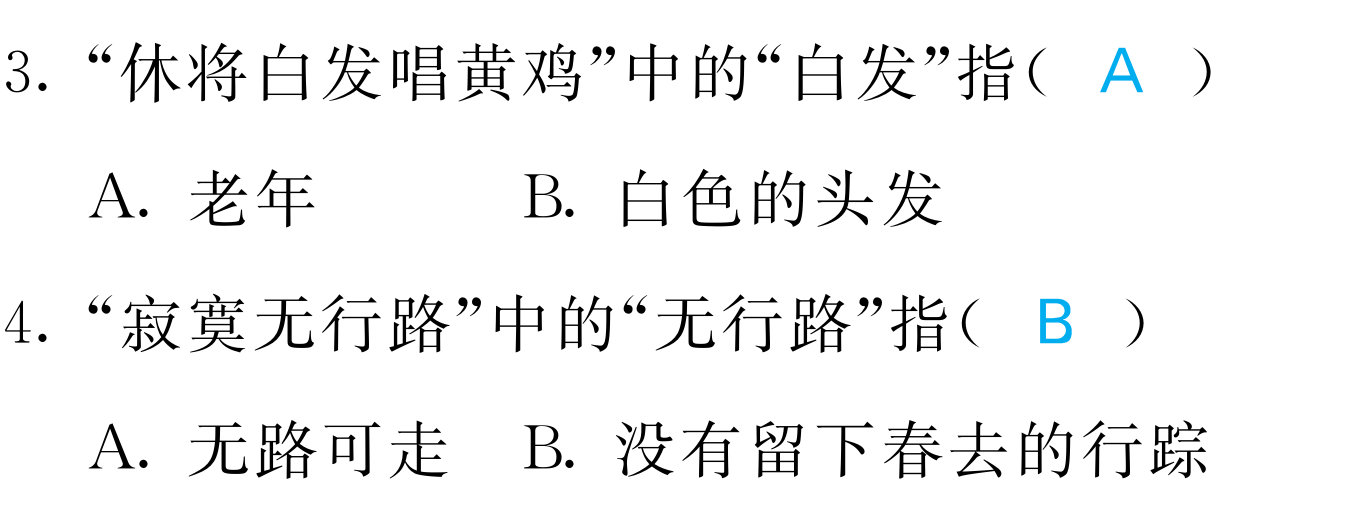 3. “休将白发唱黄鸡”中的“白发”指( A )
A. 老年 B. 白色的头发
4. “寂寞无行路”中的“无行路”指( B )
A. 无路可走 B. 没有留下春去的行踪